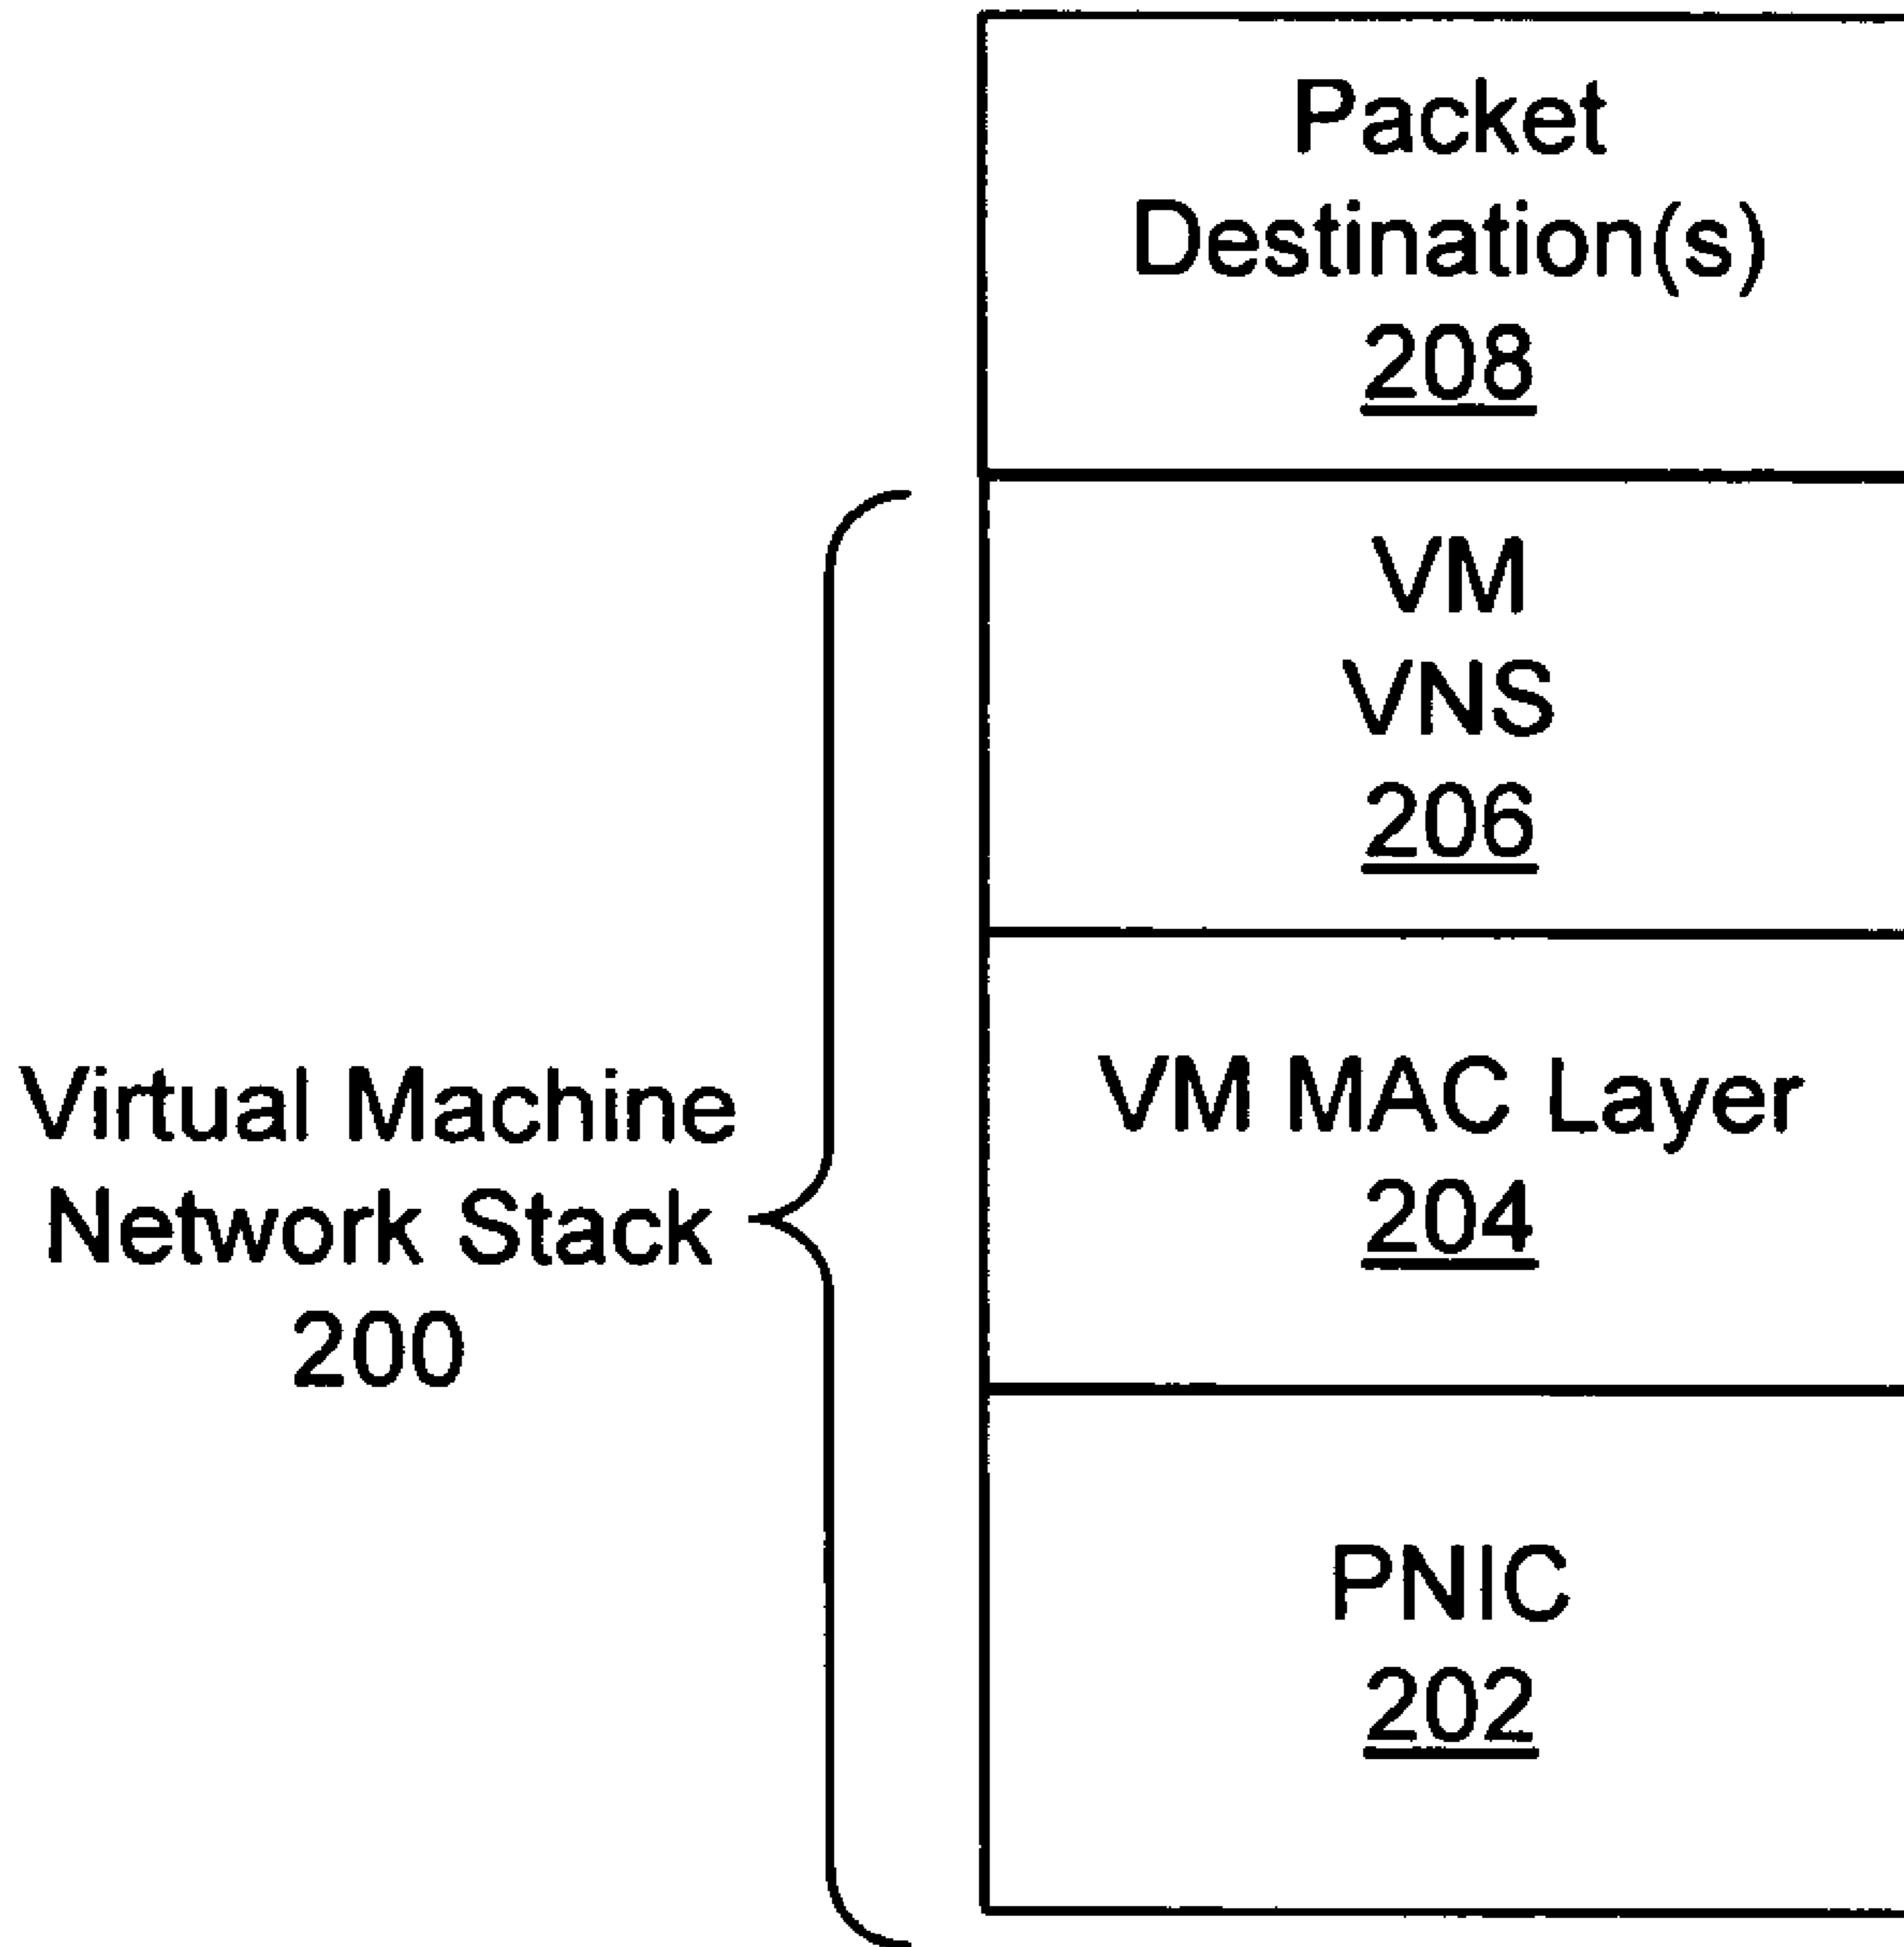 Packet
Destination(s)
208
VM
VNS
206
Virtual Machine
Network Stack
200
VM MAC Layer
204
PNIC
202